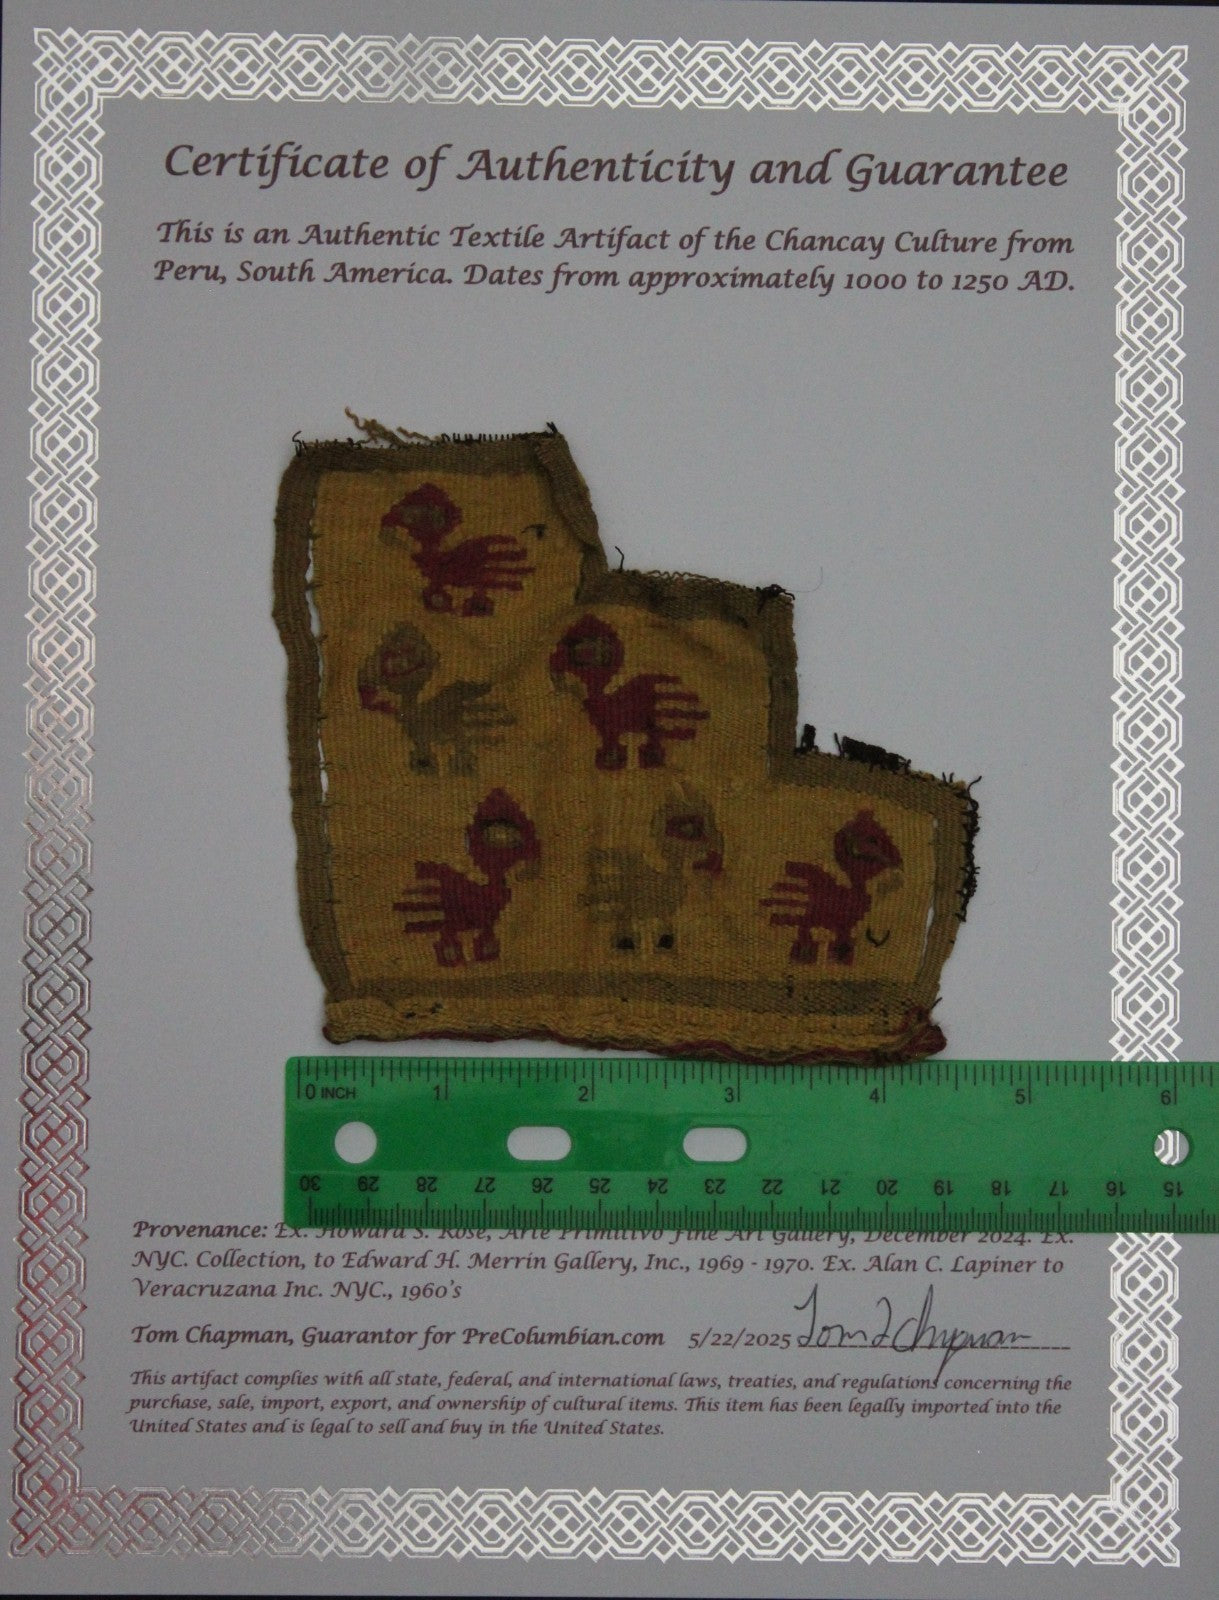 Certificate of Authenticity and Guarantee
This is an Authentic Textile Artifact of the Chancay Culture from
Peru, South America. Dates from approximately 1000 to 1250 AD.
0 INCH 1 2 3 4 5 6
30 29 28 27 26 25 24 23 22 21 20 19 18 17 16 15
Provenance: Ex. Howard S. Rose, Arte Primitivo Fine Art Gallery, December 2024. Ex.
NYC. Collection, to Edward H. Merrin Gallery, Inc., 1969 - 1970. Ex. Alan C. Lapiner to
Veracruzana Inc. NYC., 1960's
Tom Chapman, Guarantor for PreColumbian.com 5/22/2025 Tom Z Chapman
This artifact complies with all state, federal, and international laws, treaties, and regulations concerning the
purchase, sale, import, export, and ownership of cultural items. This item has been legally imported into the
United States and is legal to sell and buy in the United States.